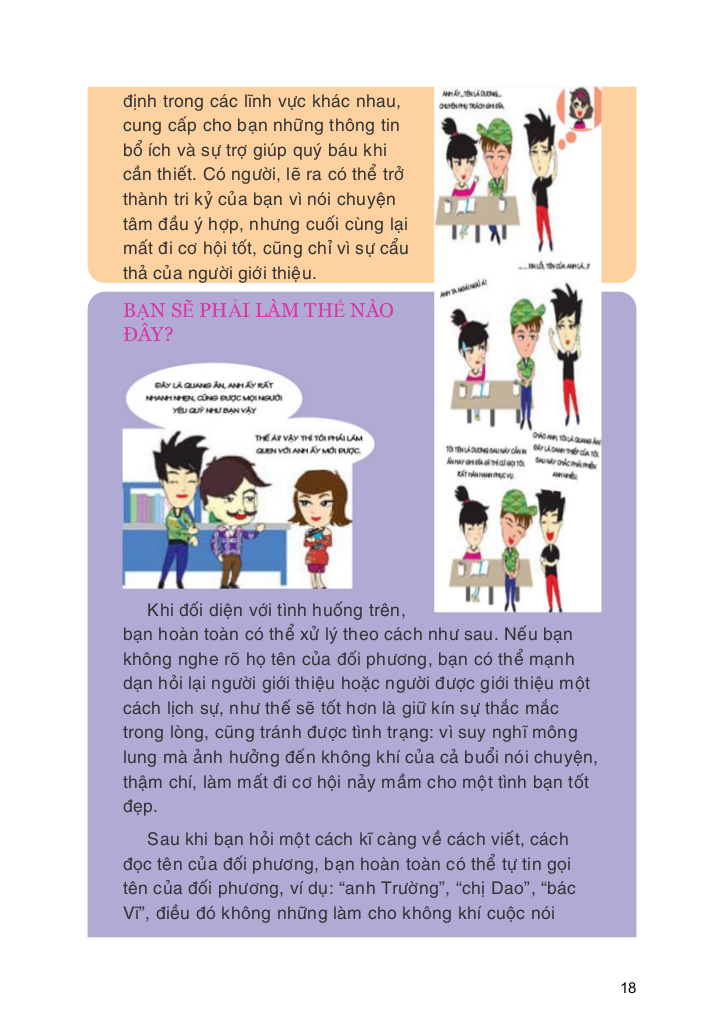 định trong các lĩnh vực khác nhau,
cung cấp cho bạn những thông tin
bổ ích và sự trợ giúp quý báu khi
cần thiết. Có người, lẽ ra có thể trở
thành tri kỷ của bạn vì nói chuyện
tâm đầu ý hợp, nhưng cuối cùng lại
mất đi cơ hội tốt, cũng chỉ vì sự cẩu
thả của người giới thiệu.
ANH ẤY...TÊN LÁ DƯƠNG...
CHUYÊN PHỤ TRÁCH GHI ĐĨA.
... ... XIN LỖI, TÊN CỦA ANH LÁ...?
ANH TA NGÁI NGỦ Á!
TÔI TÊN LÁ DƯƠNG SAU NÁY CẦN IN
ẤN HAY GHI ĐĨA GÌ THÌ CỨ GỌI TÔI.
RẤT HÂN HẠNH PHỤC VỤ.
CHÁO ANH, TÔI LÁ QUANG ÂN!
ĐÂY LÁ DANH THIẾP CỦA TÔI.
SAU NÁY CHẮC PHẢI PHIỀN
ANH NHIỀU.
BẠN SẼ PHẢI LÀM THẾ NÀO
ĐÂY?
ĐÂY LÁ QUANG ÂN, ANH ẤY RẤT
NHANH NHẸN, CŨNG ĐƯỢC MỌI NGƯỜI
YÊU QUÝ NHƯ BẠN VẬY.
THẾ Á? VẬY THÌ TÔI PHẢI LÁM
QUEN VỚI ANH ẤY MỚI ĐƯỢC.
Khi đối diện với tình huống trên,
bạn hoàn toàn có thể xử lý theo cách như sau. Nếu bạn
không nghe rõ họ tên của đối phương, bạn có thể mạnh
dạn hỏi lại người giới thiệu hoặc người được giới thiệu một
cách lịch sự, như thế sẽ tốt hơn là giữ kín sự thắc mắc
trong lòng, cũng tránh được tình trạng: vì suy nghĩ mông
lung mà ảnh hưởng đến không khí của cả buổi nói chuyện,
thậm chí, làm mất đi cơ hội nảy mầm cho một tình bạn tốt
đẹp.
Sau khi bạn hỏi một cách kĩ càng về cách viết, cách
đọc tên của đối phương, bạn hoàn toàn có thể tự tin gọi
tên của đối phương, ví dụ: “anh Trường”, “chị Dao”, “bác
Vĩ”, điều đó không những làm cho không khí cuộc nói
18